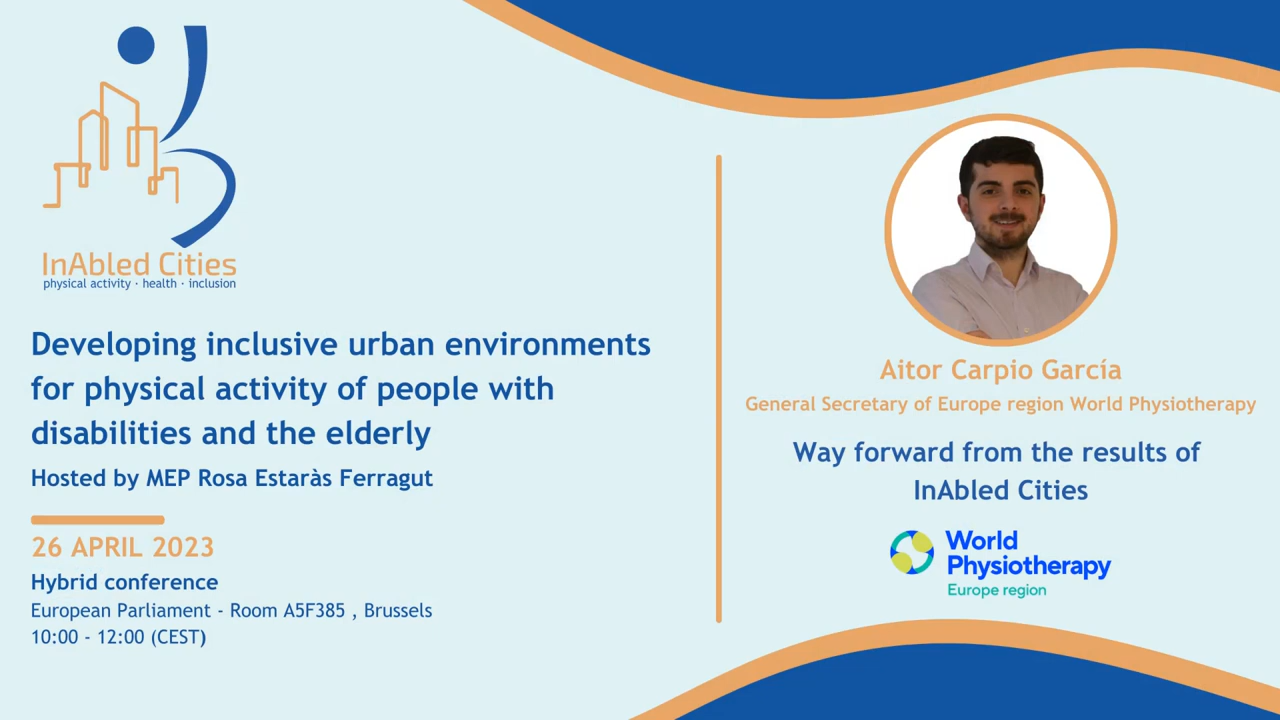 InAbled Cities
physical activity · health · inclusion
Developing inclusive urban environments
for physical activity of people with
disabilities and the elderly
Hosted by MEP Rosa Estaràs Ferragut
26 APRIL 2023
Hybrid conference
European Parliament - Room A5F385 , Brussels
10:00 - 12:00 (CEST)
Aitor Carpio García
General Secretary of Europe region World Physiotherapy
Way forward from the results of
InAbled Cities
World
Physiotherapy
Europe region